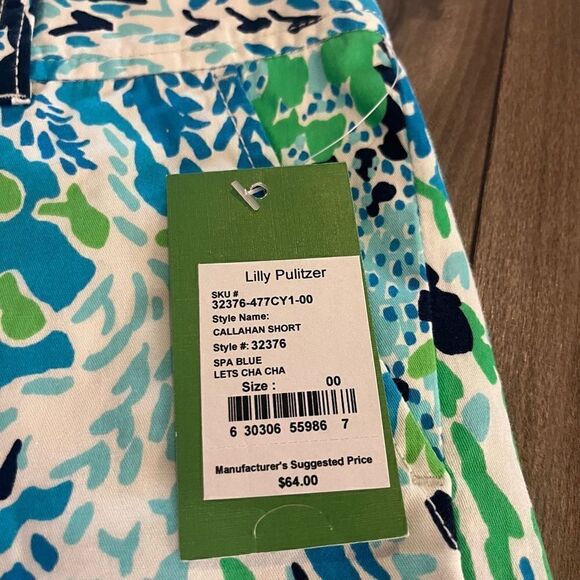 Lilly Pulitzer
SKU #
32376-477CY1-00
Style Name:
CALLAHAN SHORT
Style #: 32376
SPA BLUE
LETS CHA CHA
Size : 00
6 30306 55986 7
Manufacturer's Suggested Price
$64.00